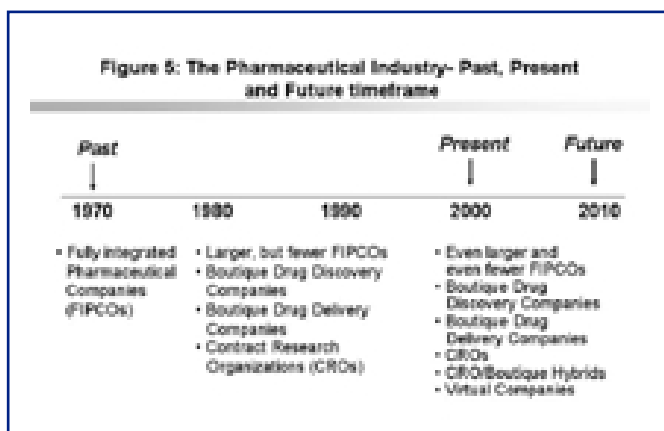 Figure 5: The Pharmaceutical Industry- Past, Present
and Future timeframe
Past
Present
Future
1970
1980
1990
2000
2010
• Fully integrated
Pharmaceutical
Companies
(FIPCOs)
• Larger, but fewer FIPCOs
• Boutique Drug Discovery
Companies
• Boutique Drug Delivery
Companies
• Contract Research
Organizations (CROs)
• Even larger and
even fewer FIPCOs
• Boutique Drug
Discovery Companies
• Boutique Drug
Delivery Companies
• CROs
• CRO/Boutique Hybrids
• Virtual Companies